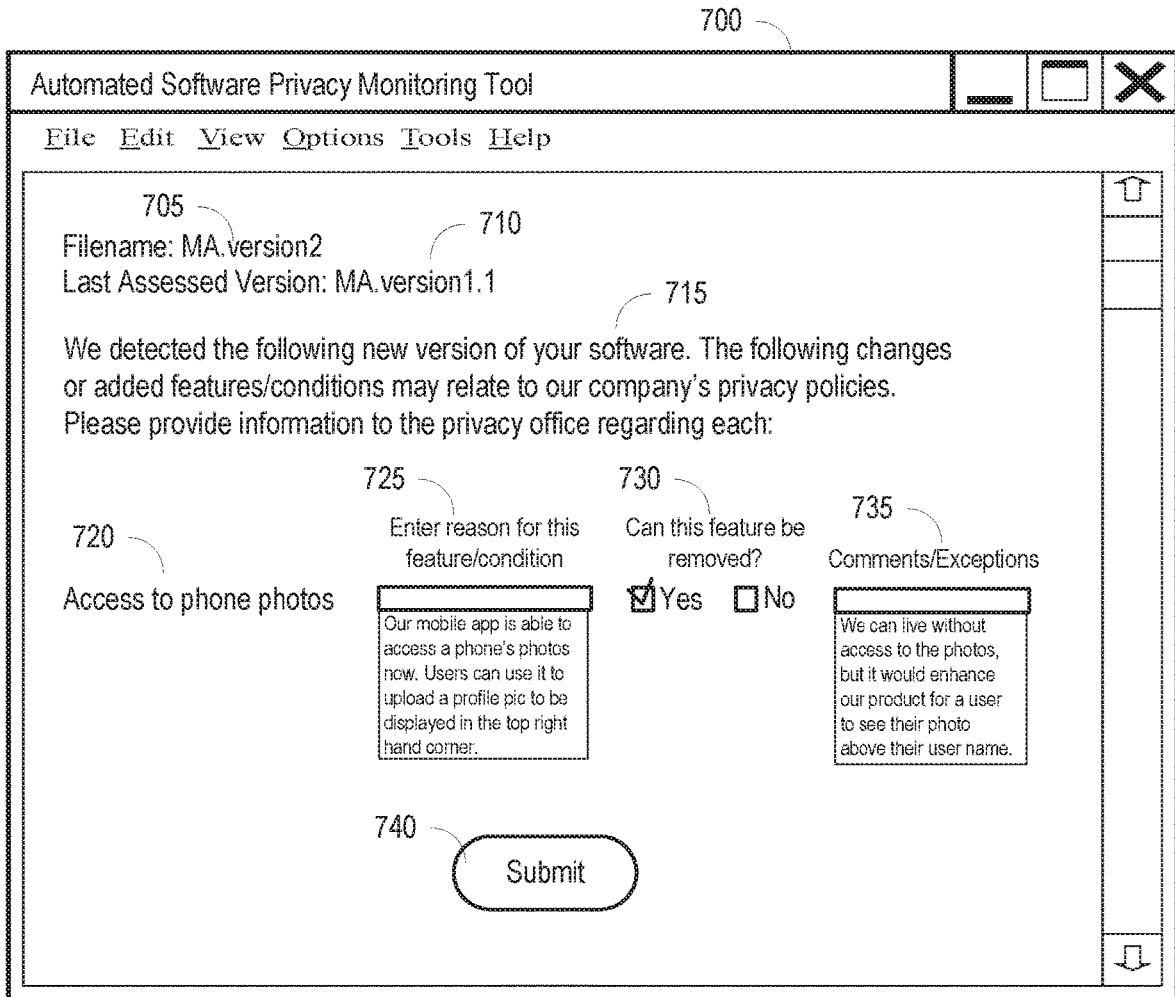 700
Automated Software Privacy Monitoring Tool
File Edit View Options Tools Help
705
710
Filename: MA.version2
Last Assessed Version: MA.version1.1
715
We detected the following new version of your software. The following changes
or added features/conditions may relate to our company's privacy policies.
Please provide information to the privacy office regarding each:
725
730
735
720
Enter reason for this
feature/condition
Can this feature be
removed?
Comments/Exceptions
Access to phone photos
Our mobile app is able to
access a phone's photos
now. Users can use it to
upload a profile pic to be
displayed in the top right
hand corner.
Yes No
We can live without
access to the photos,
but it would enhance
our product for a user
to see their photo
above their user name.
740
Submit